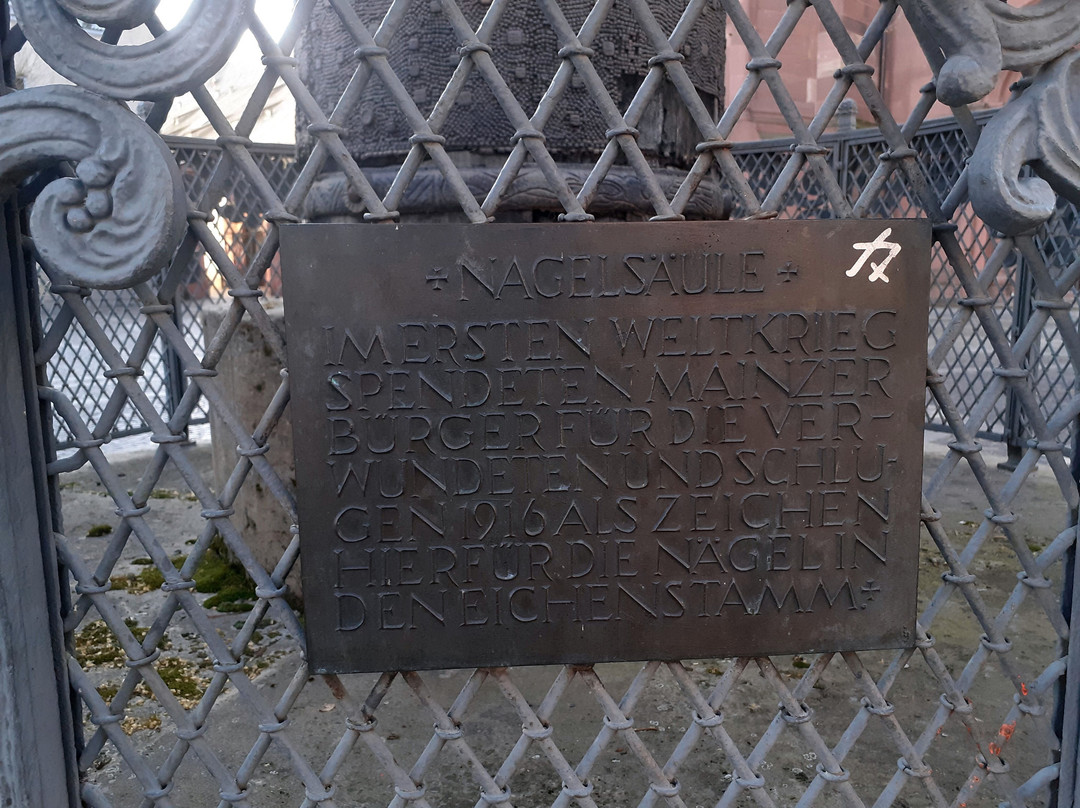 + NAGELSÄULE +
IM ERSTEN WELTKRIEG
SPENDETEN MAINZER
BÜRGER FÜR DIE VER-
WUNDETEN UND SCHLU-
GEN 1916 ALS ZEICHEN
HIERFÜR DIE NÄGEL IN
DEN EICHENSTAMM +